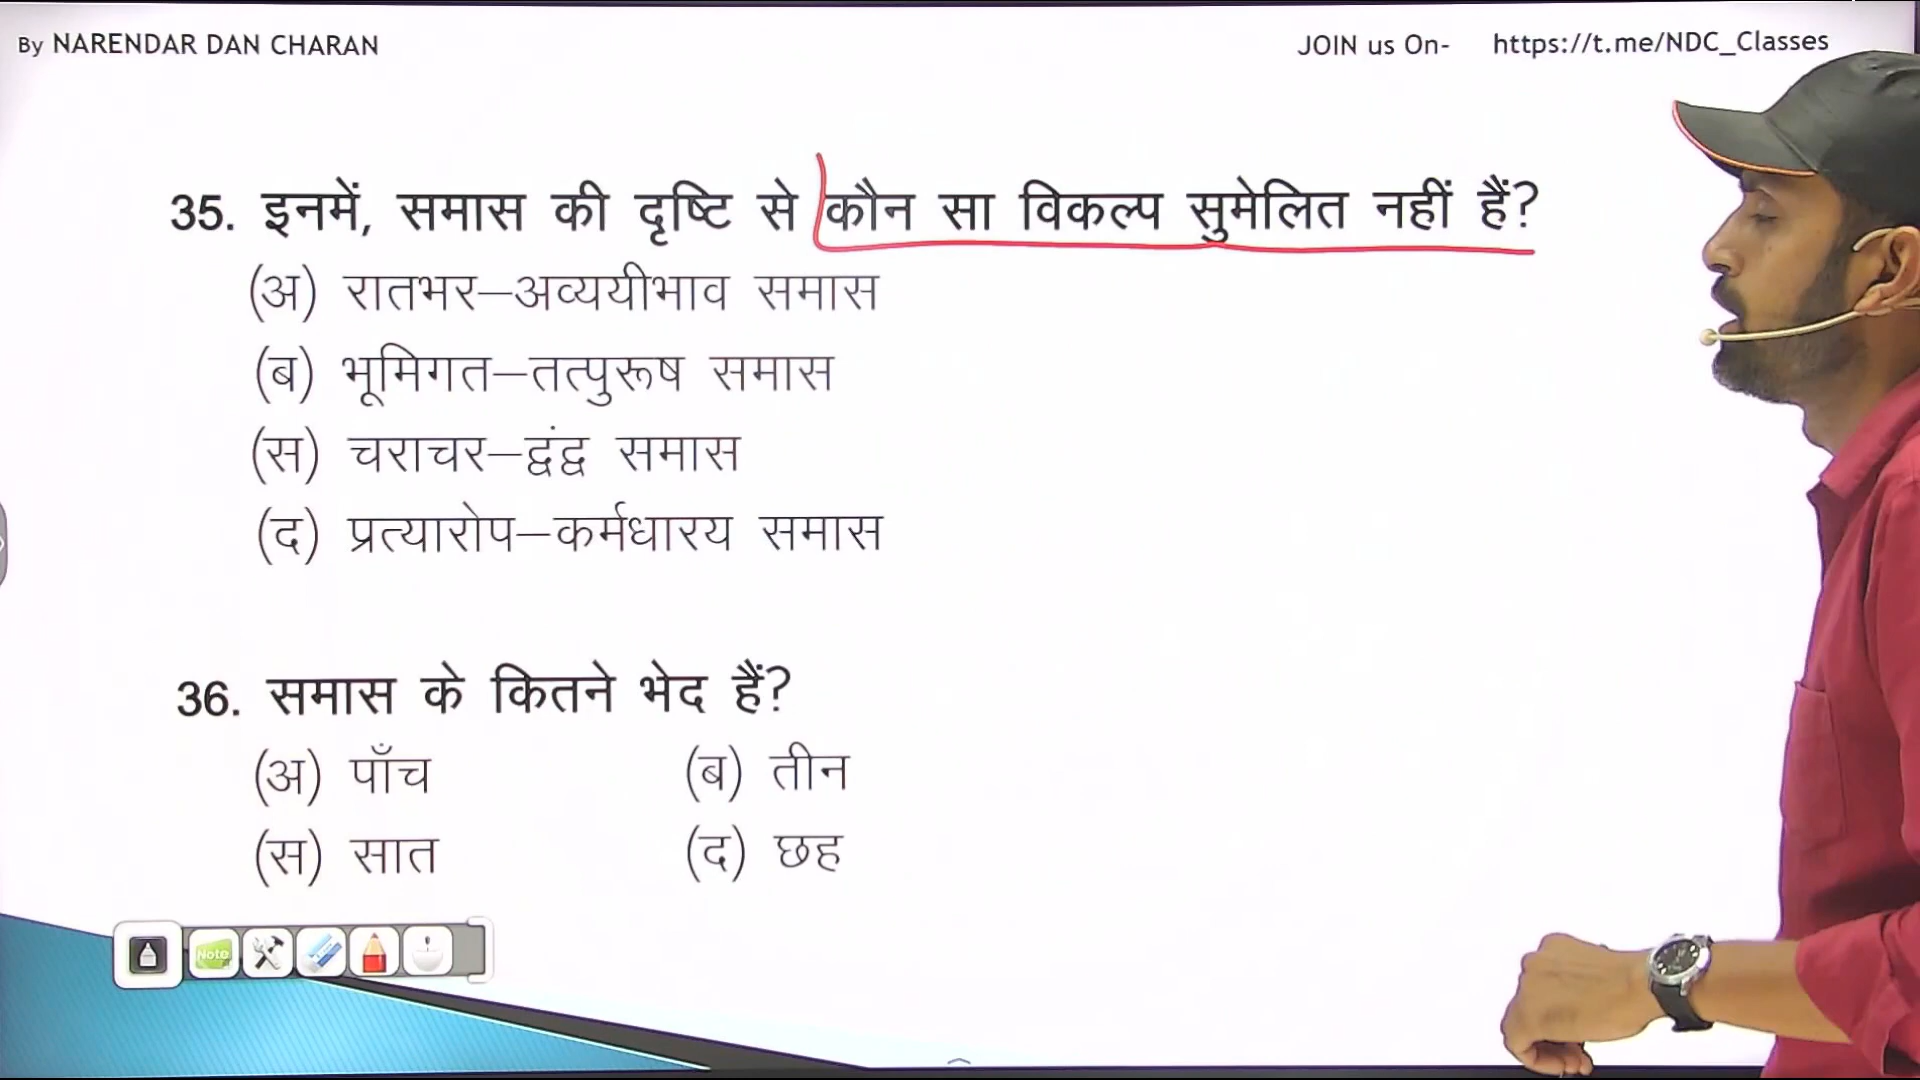 By NARENDAR DAN CHARAN
JOIN us On- https://t.me/NDC_Classes
35. इनमें, समास की दृष्टि से कौन सा विकल्प सुमेलित नहीं हैं?
(अ) रातभर–अव्ययीभाव समास
(ब) भूमिगत–तत्पुरूष समास
(स) चराचर–द्वंद्व समास
(द) प्रत्यारोप–कर्मधारय समास
36. समास के कितने भेद हैं?
(अ) पाँच (ब) तीन
(स) सात (द) छह
Note